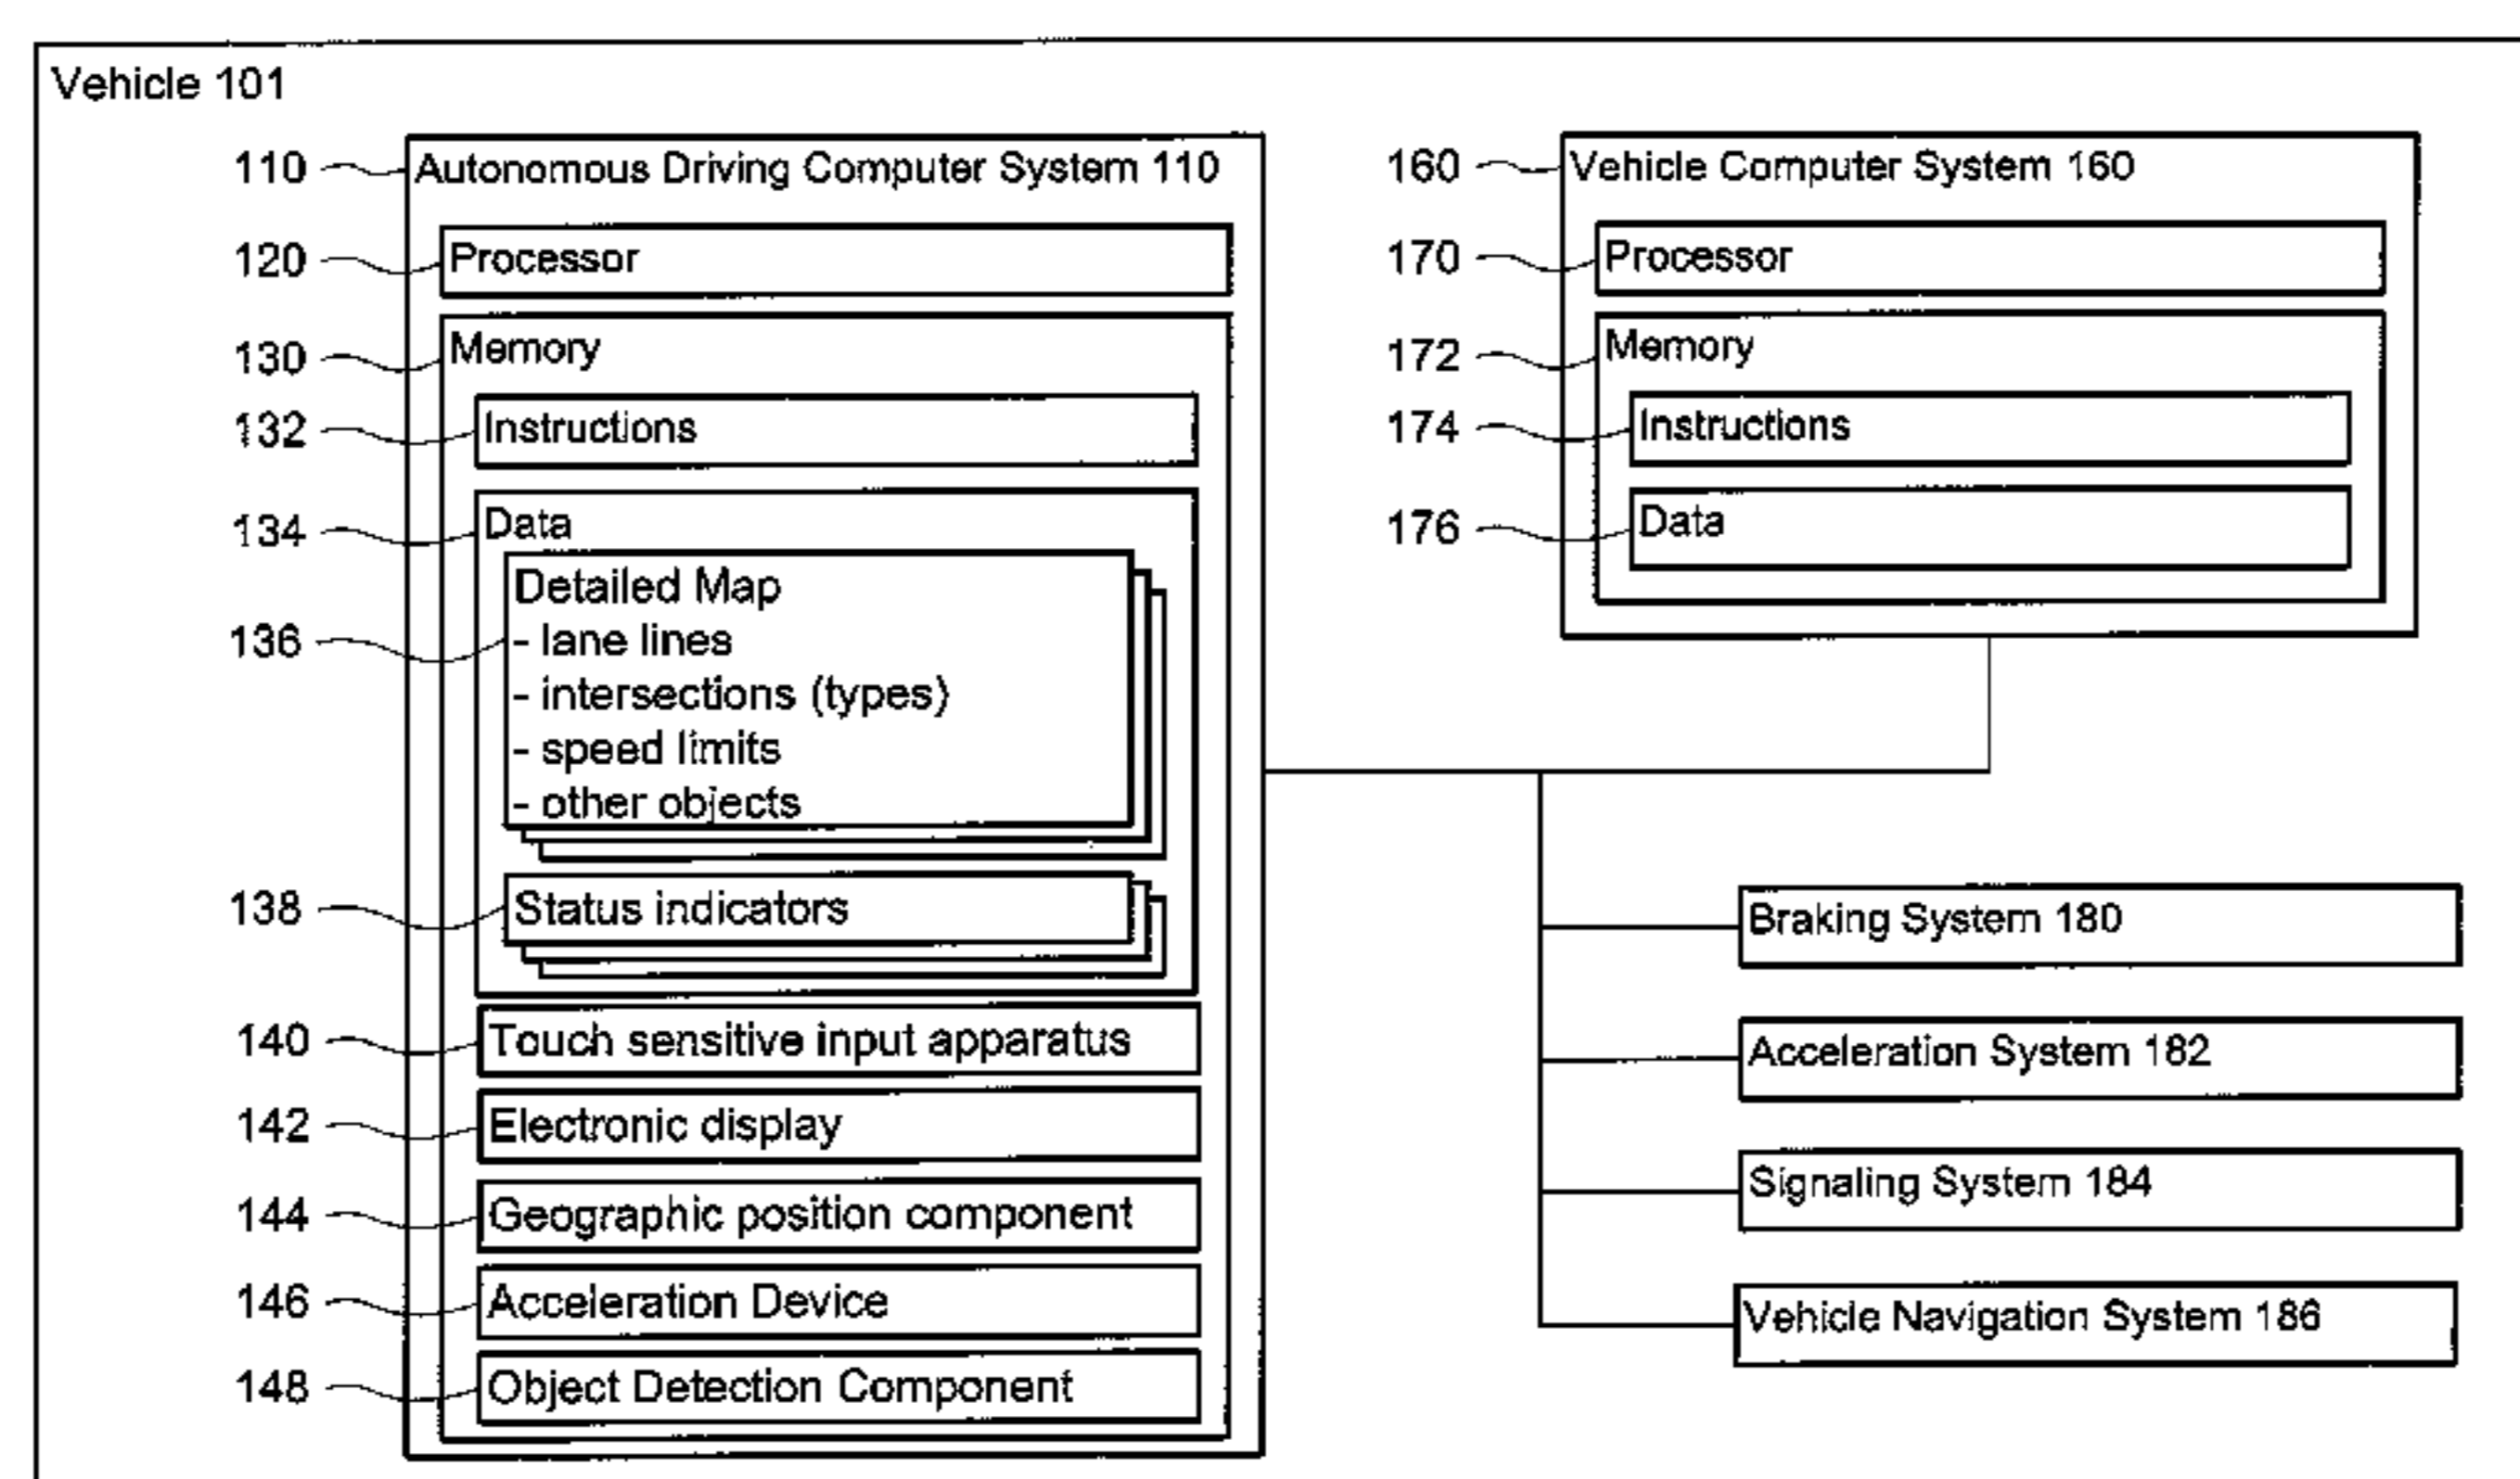 Vehicle 101
110 Autonomous Driving Computer System 110
120 Processor
130 Memory
132 Instructions
134 Data
136 Detailed Map
- lane lines
- intersections (types)
- speed limits
- other objects
138 Status indicators
140 Touch sensitive input apparatus
142 Electronic display
144 Geographic position component
146 Acceleration Device
148 Object Detection Component
160 Vehicle Computer System 160
170 Processor
172 Memory
174 Instructions
176 Data
Braking System 180
Acceleration System 182
Signaling System 184
Vehicle Navigation System 186